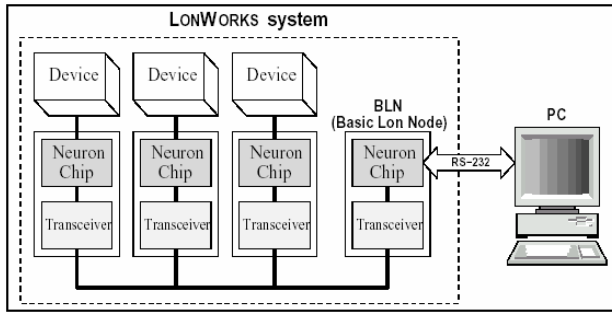 LONWORKS system
Device
Device
Device
BLN
(Basic Lon Node)
PC
Neuron
Chip
Neuron
Chip
Neuron
Chip
Neuron
Chip
RS-232
Transceiver
Transceiver
Transceiver
Transceiver